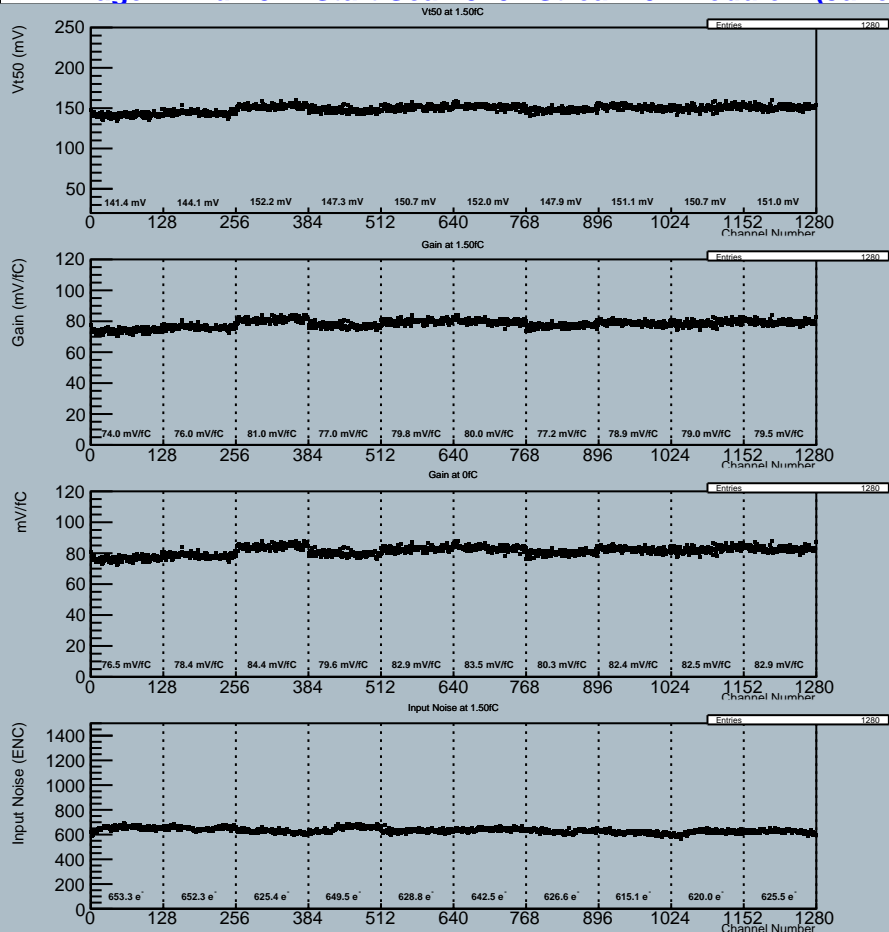 Vt50 at 1.50fC
Entries 1280
Vt50 (mV)
250
200
150
100
50
141.4 mV 144.1 mV 152.2 mV 147.3 mV 150.7 mV 152.0 mV 147.9 mV 151.1 mV 150.7 mV 151.0 mV
0 128 256 384 512 640 768 896 1024 1152 1280
Channel Number
Gain at 1.50fC
Entries 1280
Gain (mV/fC)
120
100
80
60
40
20
0
74.0 mV/fC 76.0 mV/fC 81.0 mV/fC 77.0 mV/fC 79.8 mV/fC 80.0 mV/fC 77.2 mV/fC 78.9 mV/fC 79.0 mV/fC 79.5 mV/fC
0 128 256 384 512 640 768 896 1024 1152 1280
Channel Number
Gain at 0fC
Entries 1280
mV/fC
120
100
80
60
40
20
0
76.5 mV/fC 78.4 mV/fC 84.4 mV/fC 79.6 mV/fC 82.9 mV/fC 83.5 mV/fC 80.3 mV/fC 82.4 mV/fC 82.5 mV/fC 82.9 mV/fC
0 128 256 384 512 640 768 896 1024 1152 1280
Channel Number
Input Noise at 1.50fC
Entries 1280
Input Noise (ENC)
1400
1200
1000
800
600
400
200
0
653.3 e⁻ 652.3 e⁻ 625.4 e⁻ 649.5 e⁻ 628.8 e⁻ 642.5 e⁻ 626.6 e⁻ 615.1 e⁻ 620.0 e⁻ 625.5 e⁻
0 128 256 384 512 640 768 896 1024 1152 1280
Channel Number